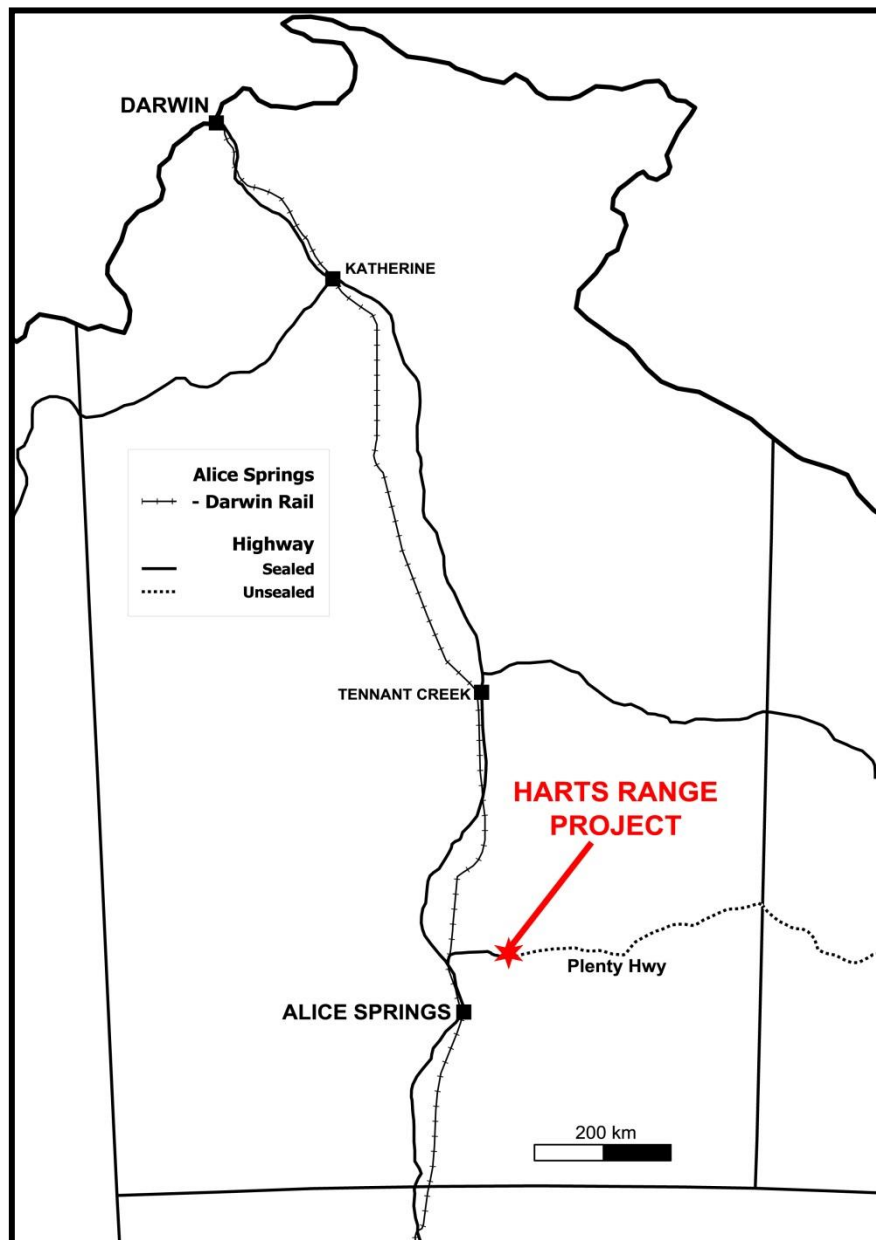 DARWIN
KATHERINE
Alice Springs
- Darwin Rail
Highway
Sealed
Unsealed
TENNANT CREEK
HARTS RANGE
PROJECT
Plenty Hwy
ALICE SPRINGS
200 km